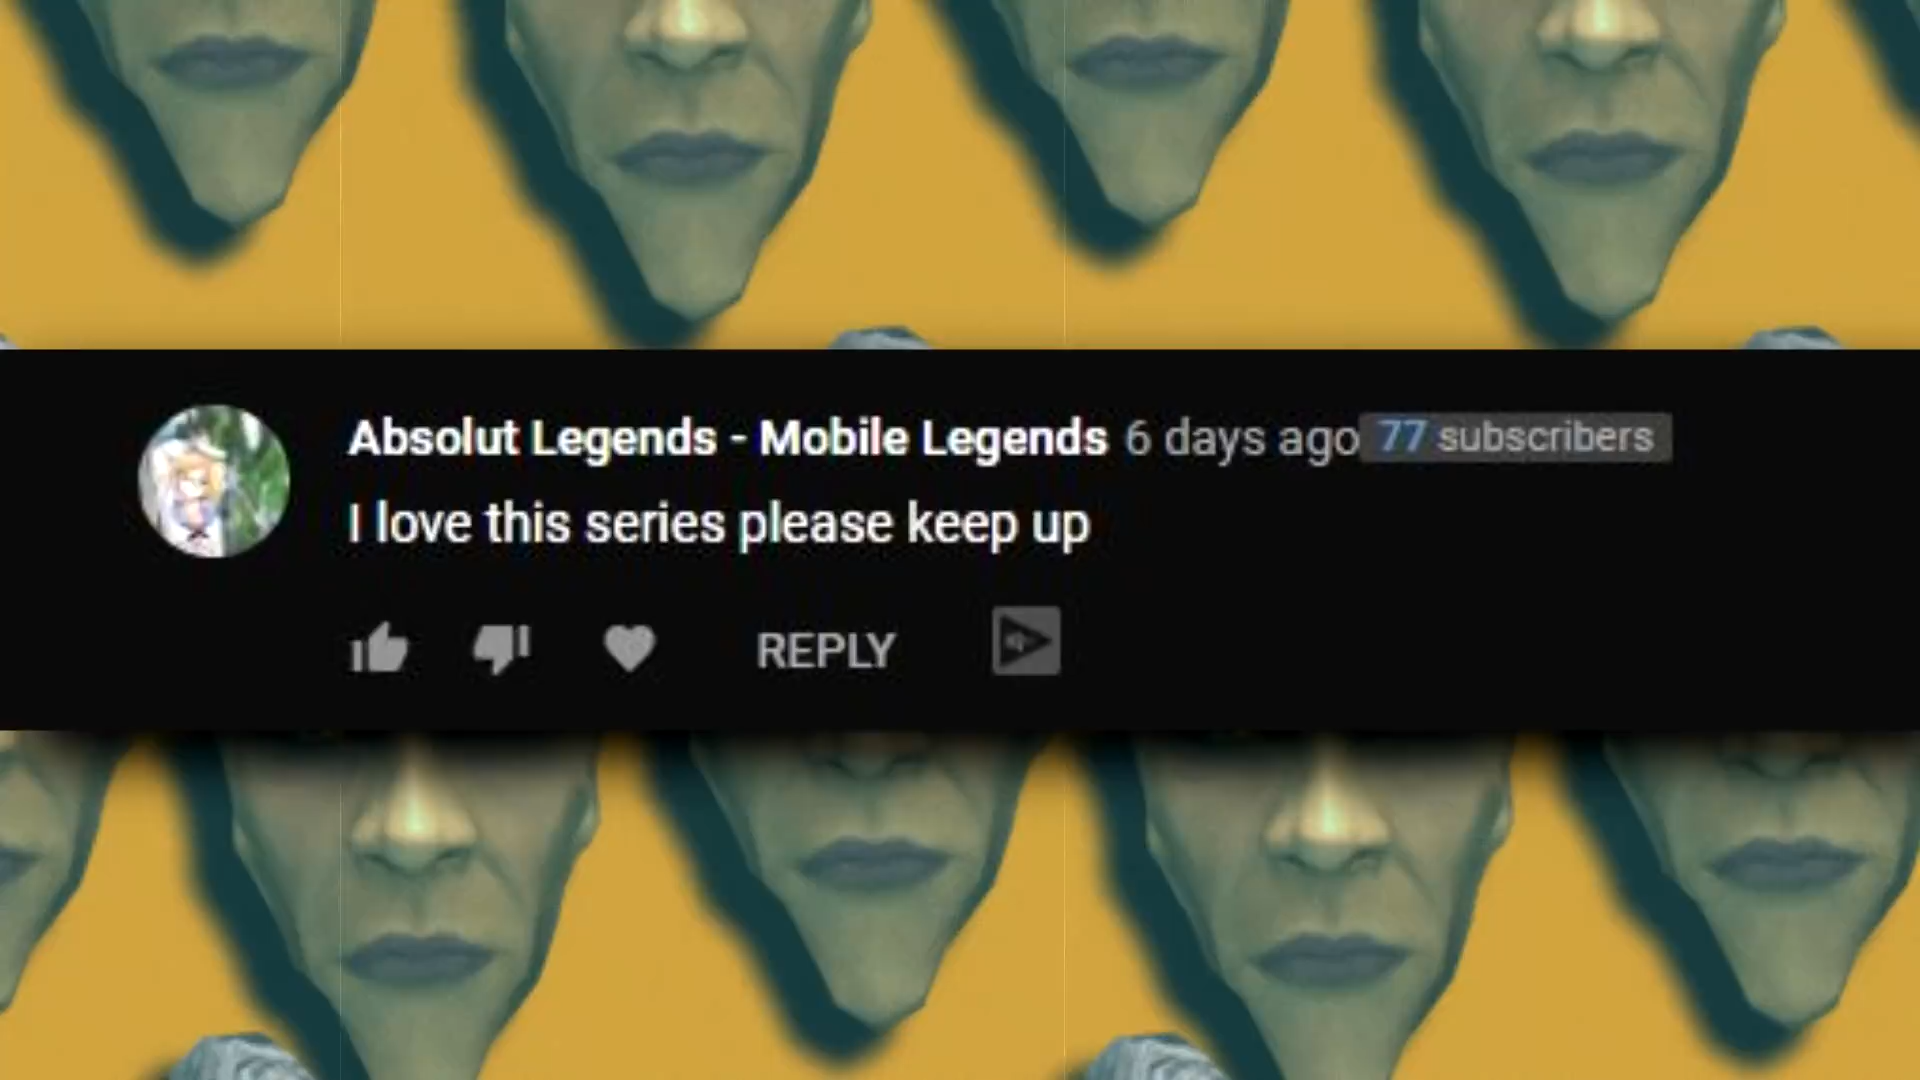 Absolut Legends - Mobile Legends 6 days ago 77 subscribers
I love this series please keep up
REPLY